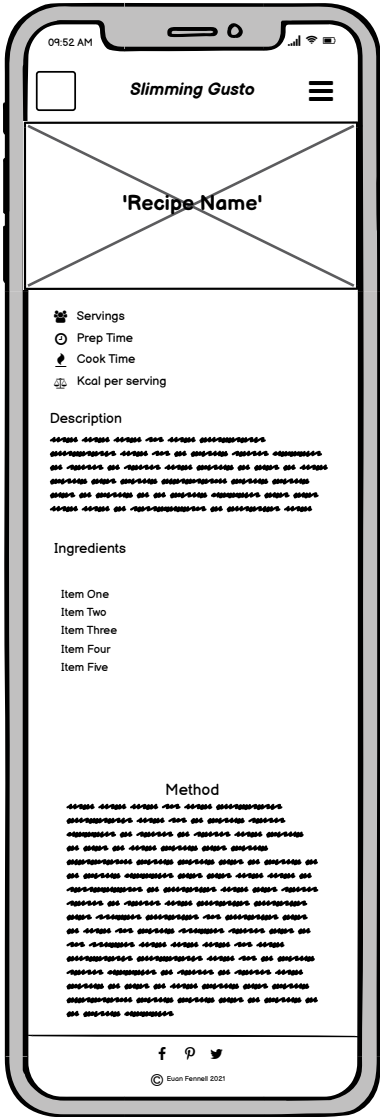 09:52 AM
Slimming Gusto
'Recipe Name'
Servings
Prep Time
Cook Time
Kcal per serving
Description
Ingredients
Item One
Item Two
Item Three
Item Four
Item Five
Method
© Euan Fennell 2021